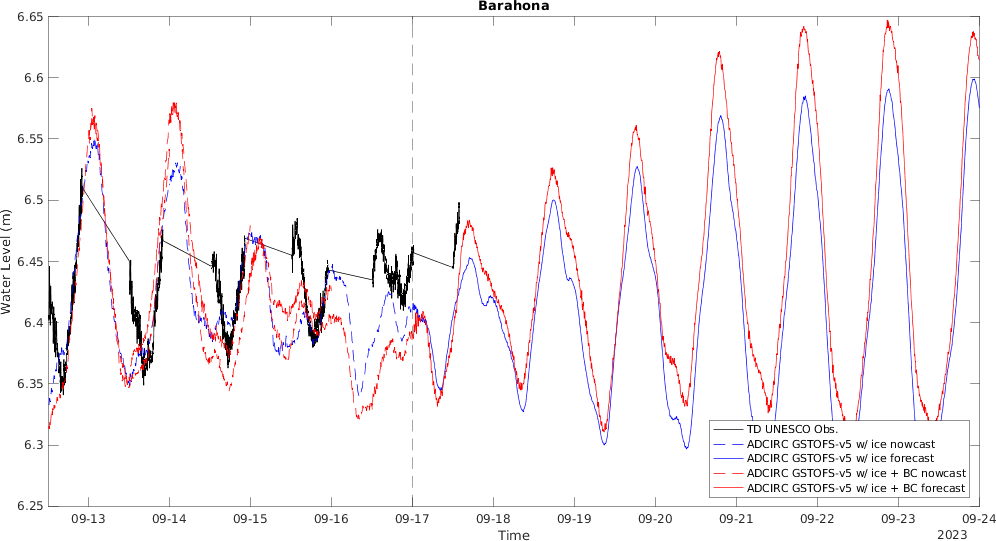 Barahona
Water Level (m)
6.65
6.6
6.55
6.5
6.45
6.4
6.35
6.3
6.25
TD UNESCO Obs.
ADCIRC GSTOFS-v5 w/ ice nowcast
ADCIRC GSTOFS-v5 w/ ice forecast
ADCIRC GSTOFS-v5 w/ ice + BC nowcast
ADCIRC GSTOFS-v5 w/ ice + BC forecast
09-13 09-14 09-15 09-16 09-17 09-18 09-19 09-20 09-21 09-22 09-23 09-24
Time
2023